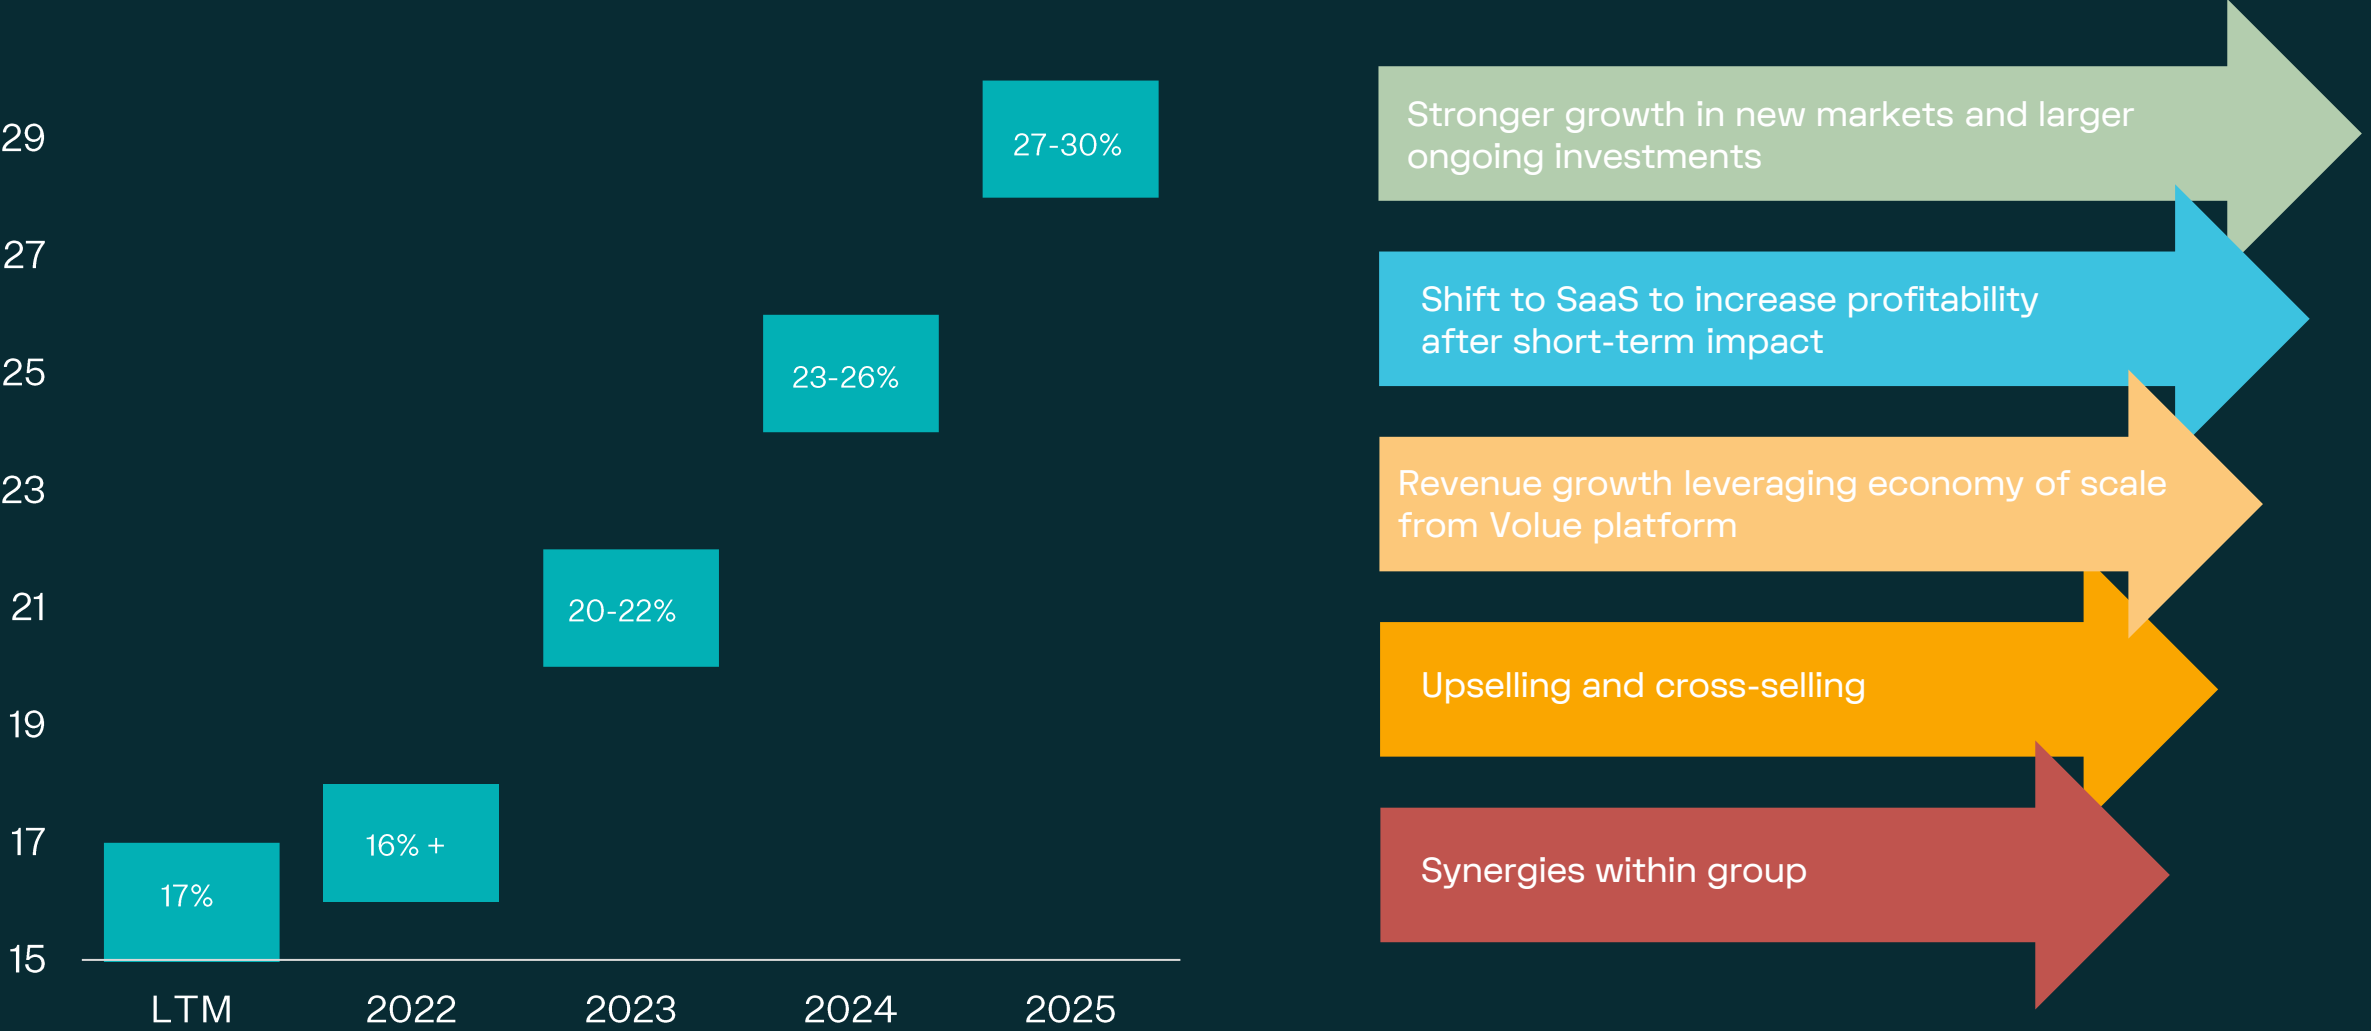 29
27
25
23
21
19
17
15
27-30%
23-26%
20-22%
16% +
17%
LTM
2022
2023
2024
2025
Stronger growth in new markets and larger
ongoing investments
Shift to SaaS to increase profitability
after short-term impact
Revenue growth leveraging economy of scale
from Volue platform
Upselling and cross-selling
Synergies within group